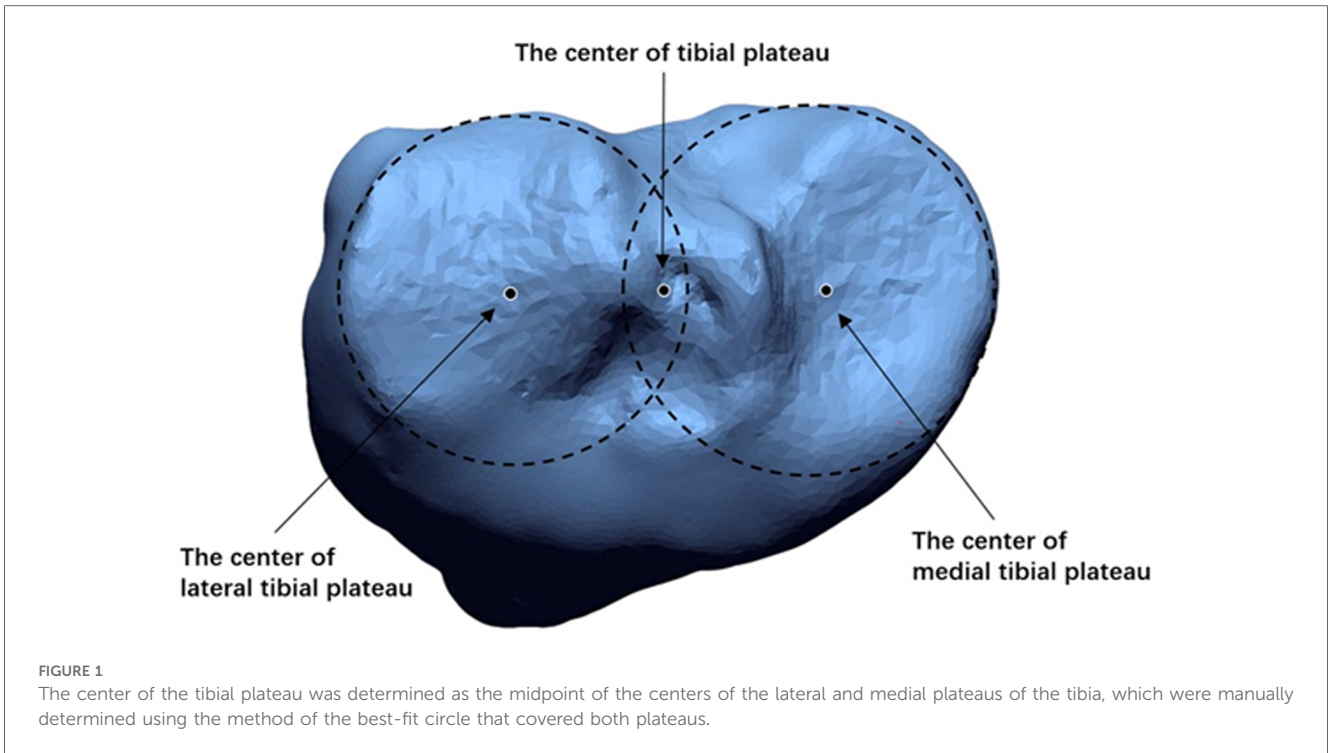 The center of tibial plateau
The center of
lateral tibial plateau
The center of
medial tibial plateau
FIGURE 1
The center of the tibial plateau was determined as the midpoint of the centers of the lateral and medial plateaus of the tibia, which were manually
determined using the method of the best-fit circle that covered both plateaus.